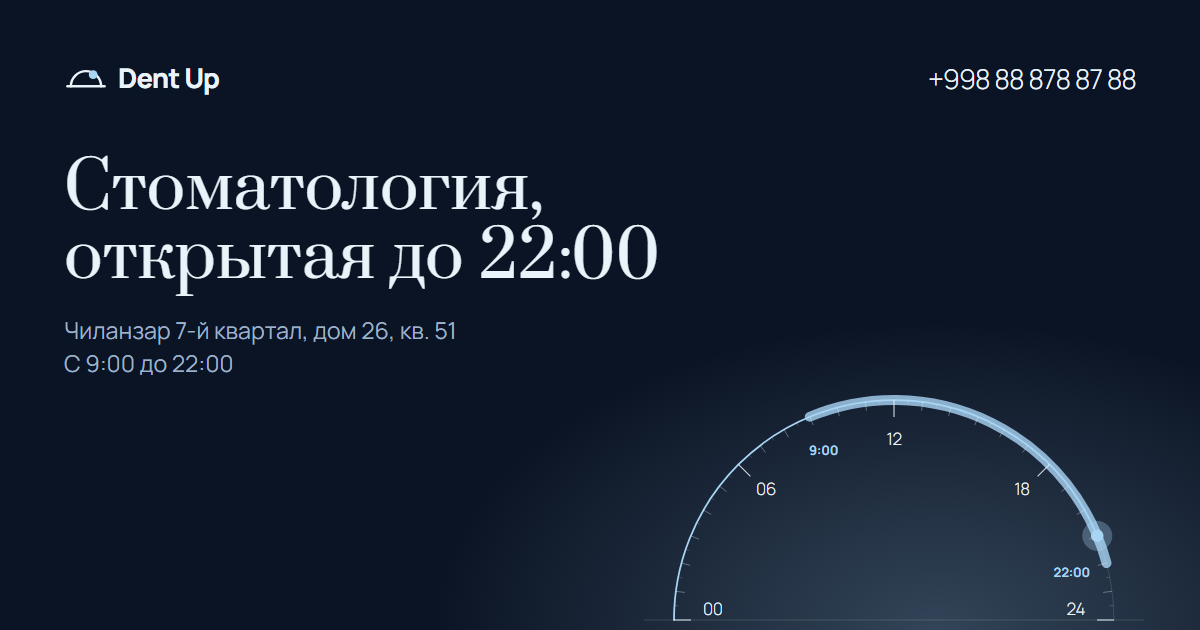 Dent Up
+998 88 878 87 88
Стоматология,
открытая до 22:00
Чиланзар 7-й квартал, дом 26, кв. 51
С 9:00 до 22:00
12
9:00
06
18
22:00
00
24